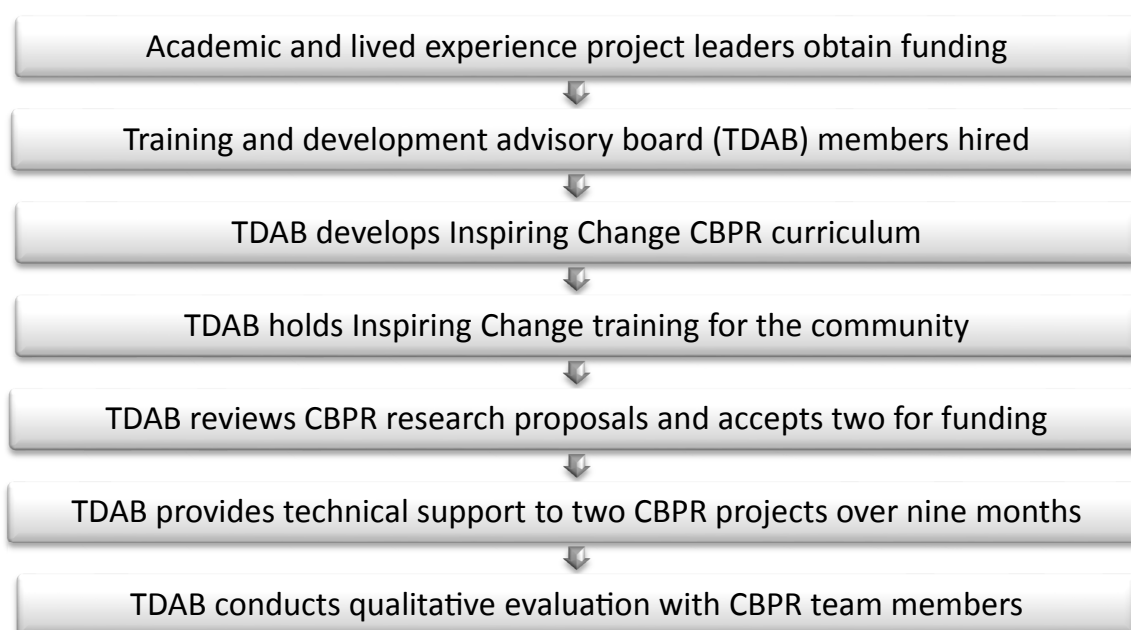 Academic and lived experience project leaders obtain funding
Training and development advisory board (TDAB) members hired
TDAB develops Inspiring Change CBPR curriculum
TDAB holds Inspiring Change training for the community
TDAB reviews CBPR research proposals and accepts two for funding
TDAB provides technical support to two CBPR projects over nine months
TDAB conducts qualitative evaluation with CBPR team members